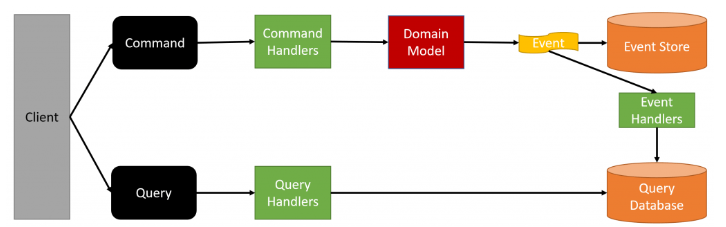 Client
Command
Command
Handlers
Domain
Model
Event
Event Store
Event
Handlers
Query
Query
Handlers
Query
Database